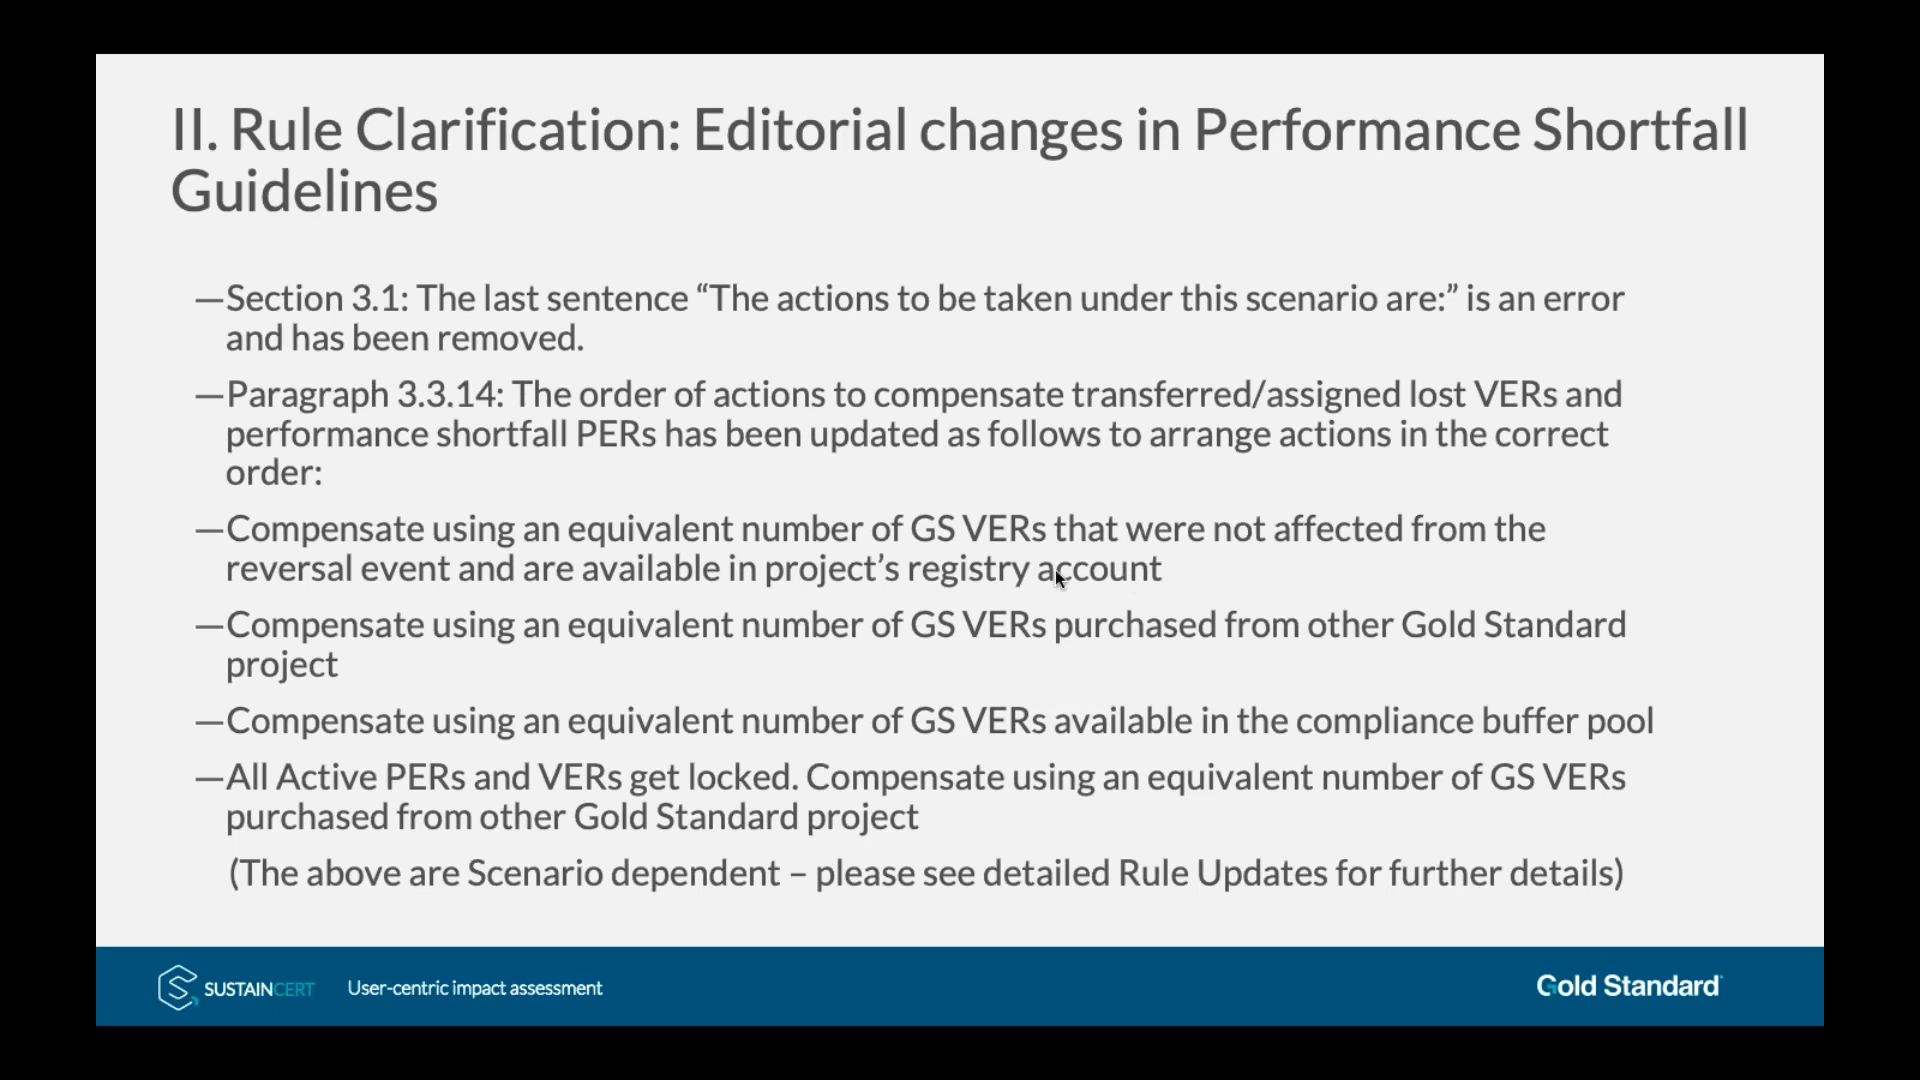 II. Rule Clarification: Editorial changes in Performance Shortfall
Guidelines
—Section 3.1: The last sentence “The actions to be taken under this scenario are:” is an error
and has been removed.
—Paragraph 3.3.14: The order of actions to compensate transferred/assigned lost VERs and
performance shortfall PERs has been updated as follows to arrange actions in the correct
order:
—Compensate using an equivalent number of GS VERs that were not affected from the
reversal event and are available in project’s registry account
—Compensate using an equivalent number of GS VERs purchased from other Gold Standard
project
—Compensate using an equivalent number of GS VERs available in the compliance buffer pool
—All Active PERs and VERs get locked. Compensate using an equivalent number of GS VERs
purchased from other Gold Standard project
(The above are Scenario dependent – please see detailed Rule Updates for further details)
SUSTAINCERT
User-centric impact assessment
Gold Standard